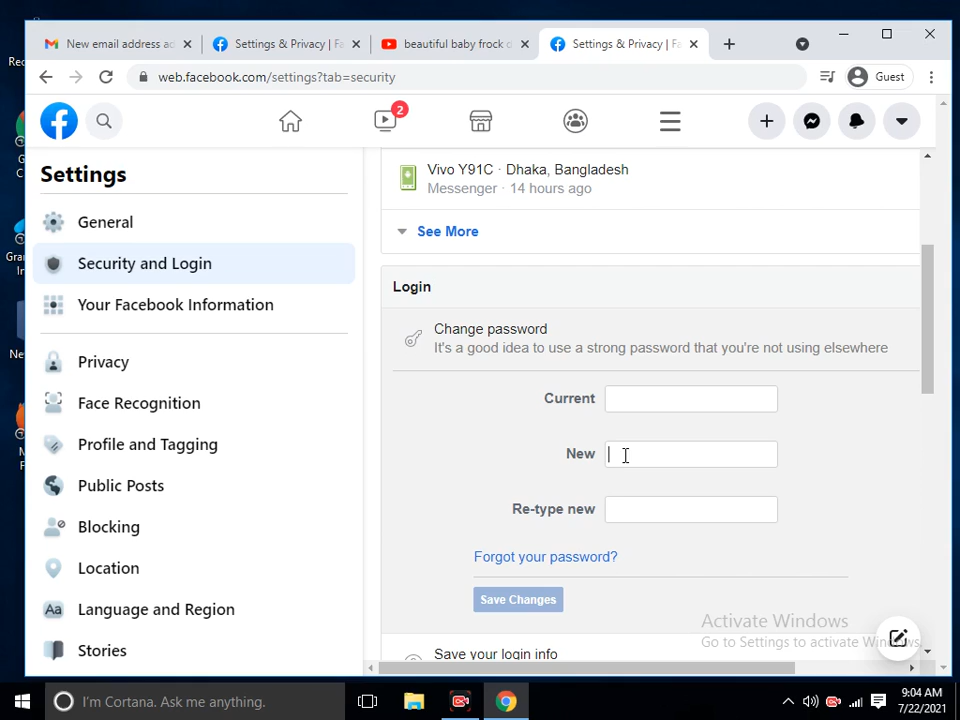 New email address a
Settings & Privacy | Fa
beautiful baby frock d
Settings & Privacy | F
web.facebook.com/settings?tab=security
Guest
2
Settings
General
Security and Login
Your Facebook Information
Privacy
Face Recognition
Profile and Tagging
Public Posts
Blocking
Location
Aa Language and Region
Stories
Vivo Y91C · Dhaka, Bangladesh
Messenger · 14 hours ago
See More
Login
Change password
It's a good idea to use a strong password that you're not using elsewhere
Current
New
Re-type new
Forgot your password?
Save Changes
Save your login info
Activate Windows
Go to Settings to activate Windows.
I'm Cortana. Ask me anything.
9:04 AM
7/22/2021